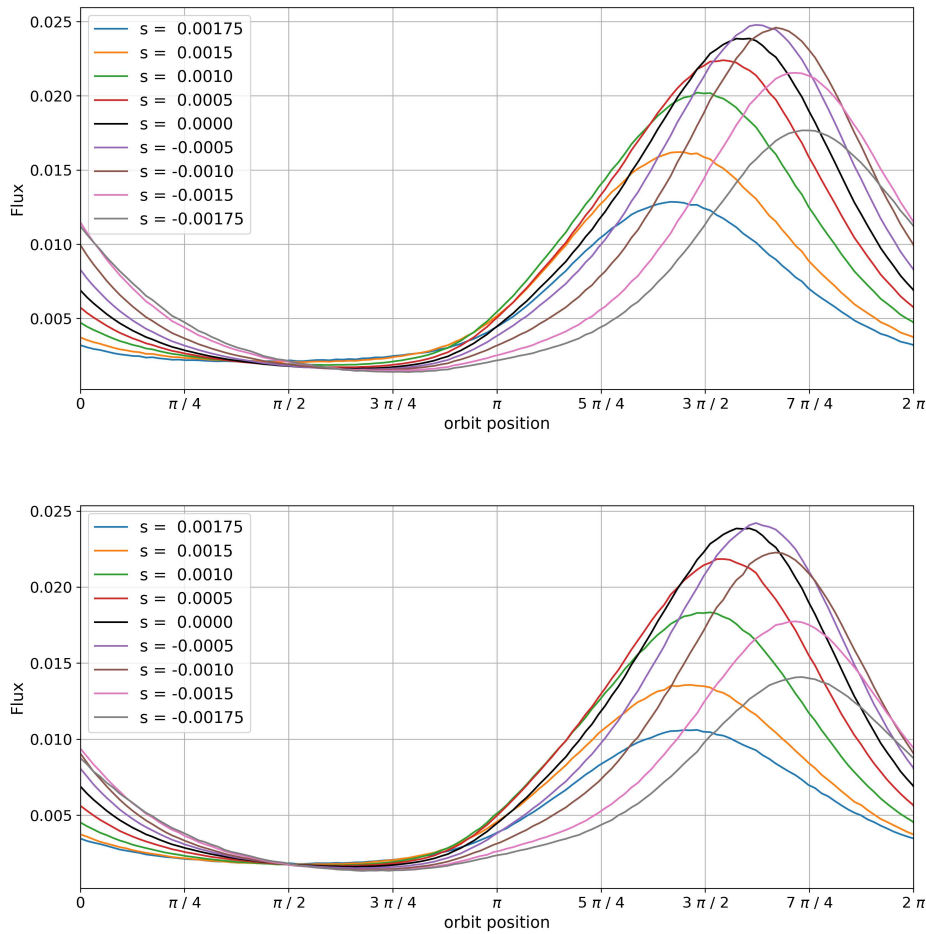 0.025
0.020
0.015
0.010
0.005
Flux
s =  0.00175
s =  0.0015
s =  0.0010
s =  0.0005
s =  0.0000
s = -0.0005
s = -0.0010
s = -0.0015
s = -0.00175
0 π / 4 π / 2 3 π / 4 π 5 π / 4 3 π / 2 7 π / 4 2 π
orbit position
0.025
0.020
0.015
0.010
0.005
Flux
s =  0.00175
s =  0.0015
s =  0.0010
s =  0.0005
s =  0.0000
s = -0.0005
s = -0.0010
s = -0.0015
s = -0.00175
0 π / 4 π / 2 3 π / 4 π 5 π / 4 3 π / 2 7 π / 4 2 π
orbit position